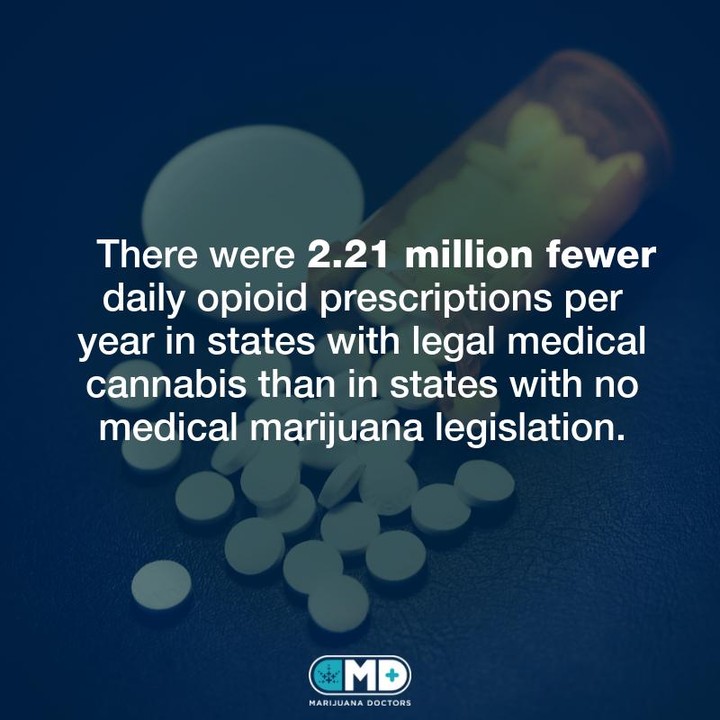 There were 2.21 million fewer
daily opioid prescriptions per
year in states with legal medical
cannabis than in states with no
medical marijuana legislation.
MD
MARIJUANA DOCTORS